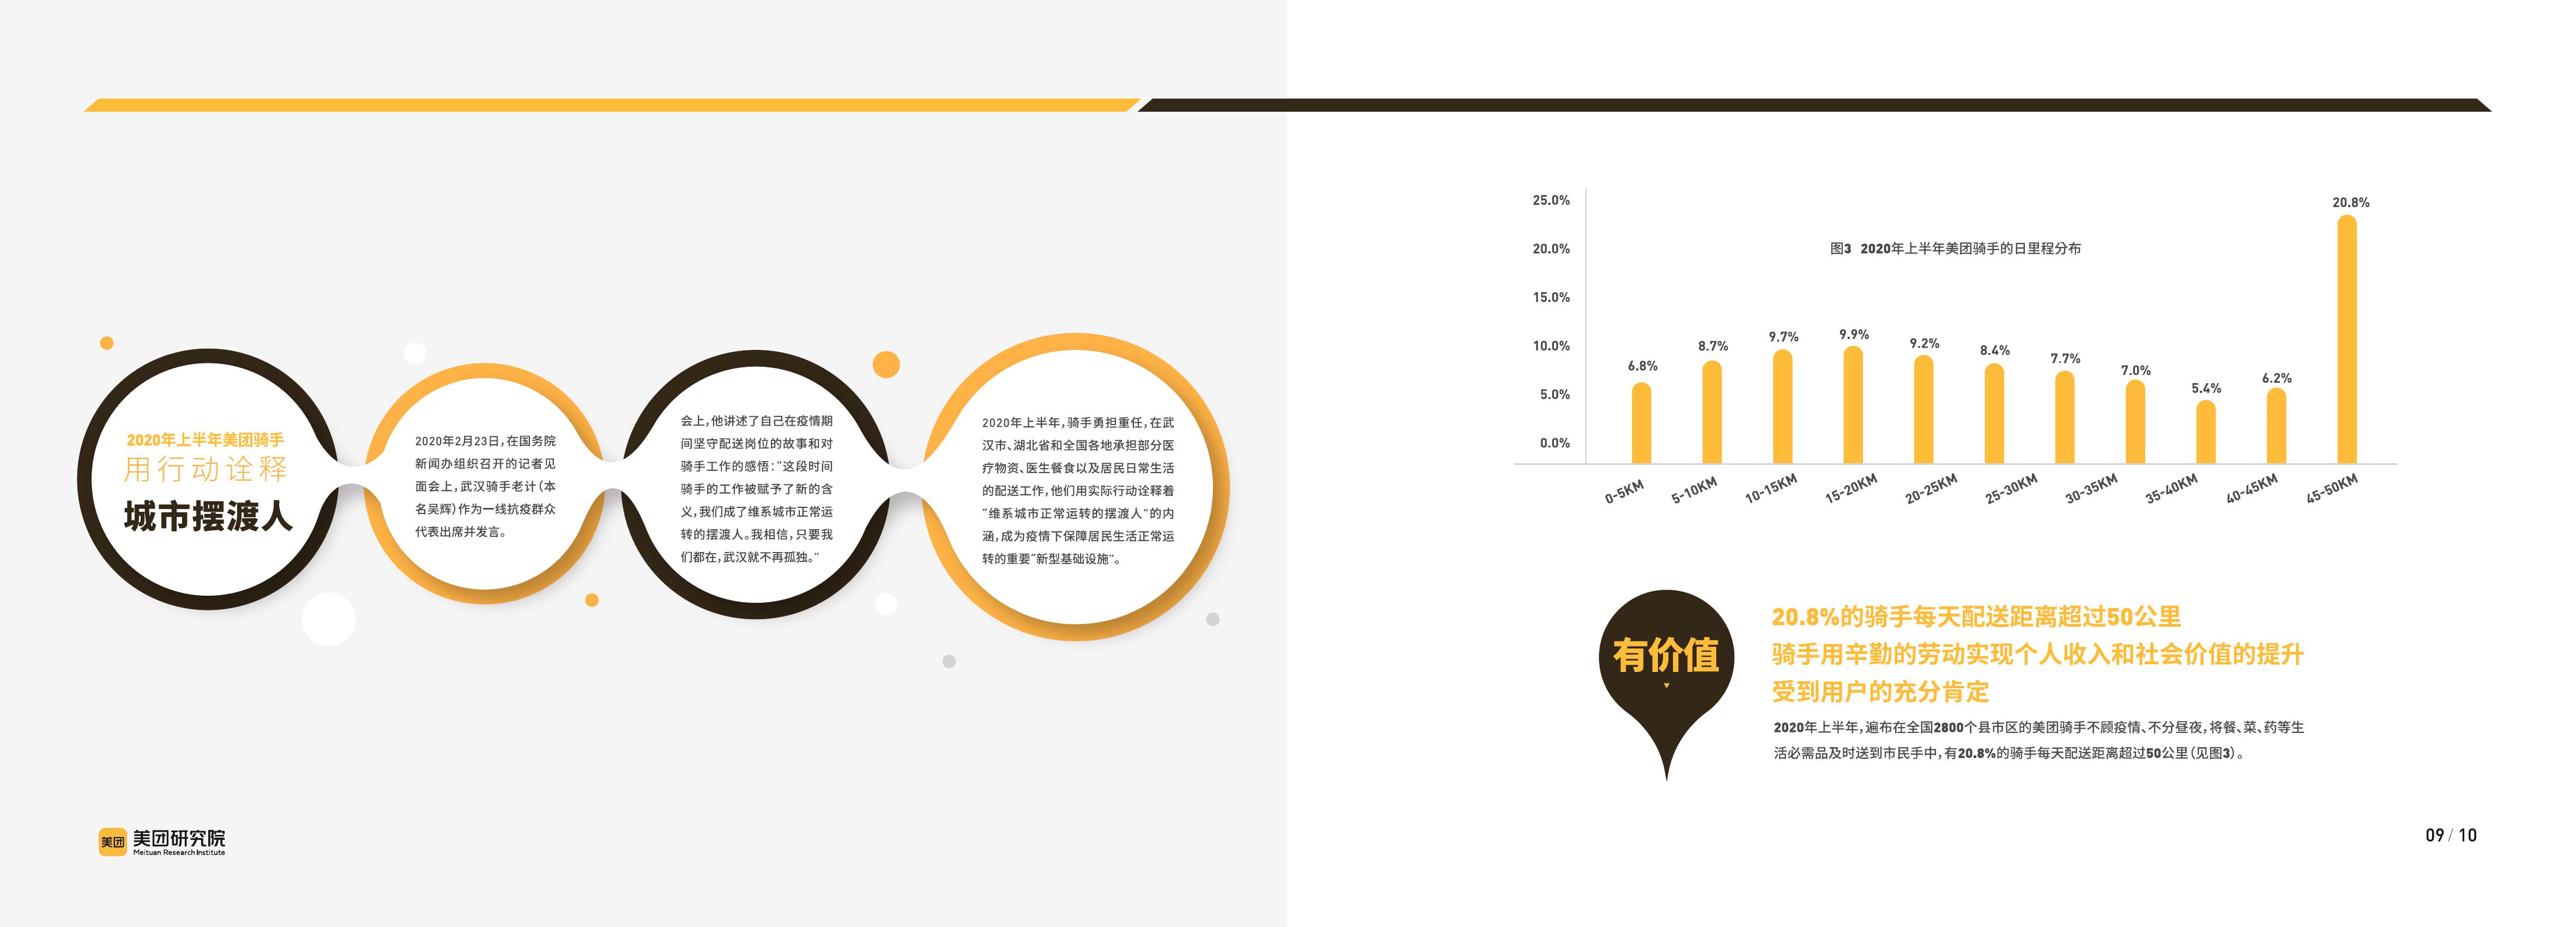 2020年上半年美团骑手
用行动诠释
城市摆渡人
2020年2月23日,在国务院
新闻办组织召开的记者见
面会上,武汉骑手老计(本
名吴辉)作为一线抗疫群众
代表出席并发言。
会上,他讲述了自己在疫情期
间坚守配送岗位的故事和对
骑手工作的感悟:“这段时间
骑手的工作被赋予了新的含
义,我们成了维系城市正常运
转的摆渡人。我相信,只要我
们都在,武汉就不再孤独。”
2020年上半年,骑手勇担重任,在武
汉市、湖北省和全国各地承担部分医
疗物资、医生餐食以及居民日常生活
的配送工作,他们用实际行动诠释着
“维系城市正常运转的摆渡人”的内
涵,成为疫情下保障居民生活正常运
转的重要“新型基础设施”。
美团 美团研究院
Meituan Research Institute
图3 2020年上半年美团骑手的日里程分布
25.0%
20.0%
15.0%
10.0%
5.0%
0.0%
6.8%
8.7%
9.7%
9.9%
9.2%
8.4%
7.7%
7.0%
5.4%
6.2%
20.8%
0-5KM
5-10KM
10-15KM
15-20KM
20-25KM
25-30KM
30-35KM
35-40KM
40-45KM
45-50KM
有价值
20.8%的骑手每天配送距离超过50公里
骑手用辛勤的劳动实现个人收入和社会价值的提升
受到用户的充分肯定
2020年上半年,遍布在全国2800个县市区的美团骑手不顾疫情、不分昼夜,将餐、菜、药等生
活必需品及时送到市民手中,有20.8%的骑手每天配送距离超过50公里(见图3)。
09 / 10